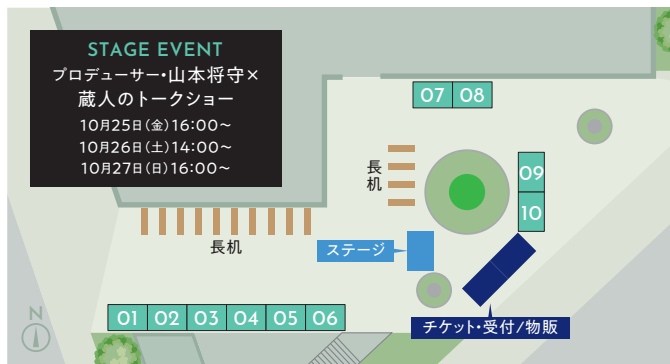 STAGE EVENT
プロデューサー・山本将守×
蔵人のトークショー
10月25日(金)16:00〜
10月26日(土)14:00〜
10月27日(日)16:00〜
07 08
長机
09
10
長机
ステージ
01 02 03 04 05 06
チケット・受付/物販
N